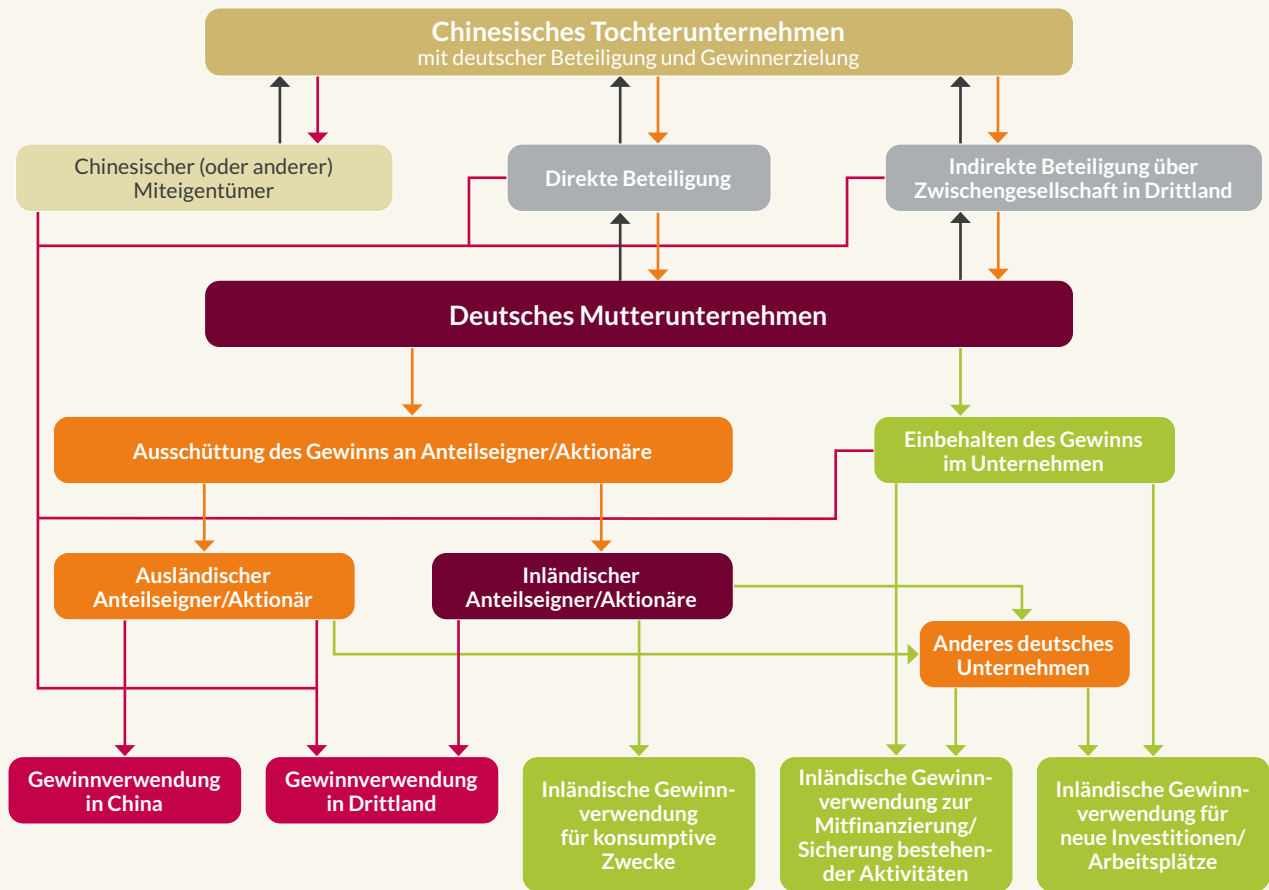 Chinesisches Tochterunternehmen
mit deutscher Beteiligung und Gewinnerzielung
Chinesischer (oder anderer)
Miteigentümer
Direkte Beteiligung
Indirekte Beteiligung über
Zwischengesellschaft in Drittland
Deutsches Mutterunternehmen
Ausschüttung des Gewinns an Anteilseigner/Aktionäre
Einbehalten des Gewinns
im Unternehmen
Ausländischer
Anteilseigner/Aktionär
Inländischer
Anteilseigner/Aktionäre
Anderes deutsches
Unternehmen
Gewinnverwendung
in China
Gewinnverwendung
in Drittland
Inländische Gewinn-
verwendung
für konsumptive
Zwecke
Inländische Gewinn-
verwendung zur
Mitfinanzierung/
Sicherung bestehen-
der Aktivitäten
Inländische Gewinn-
verwendung für
neue Investitionen/
Arbeitsplätze